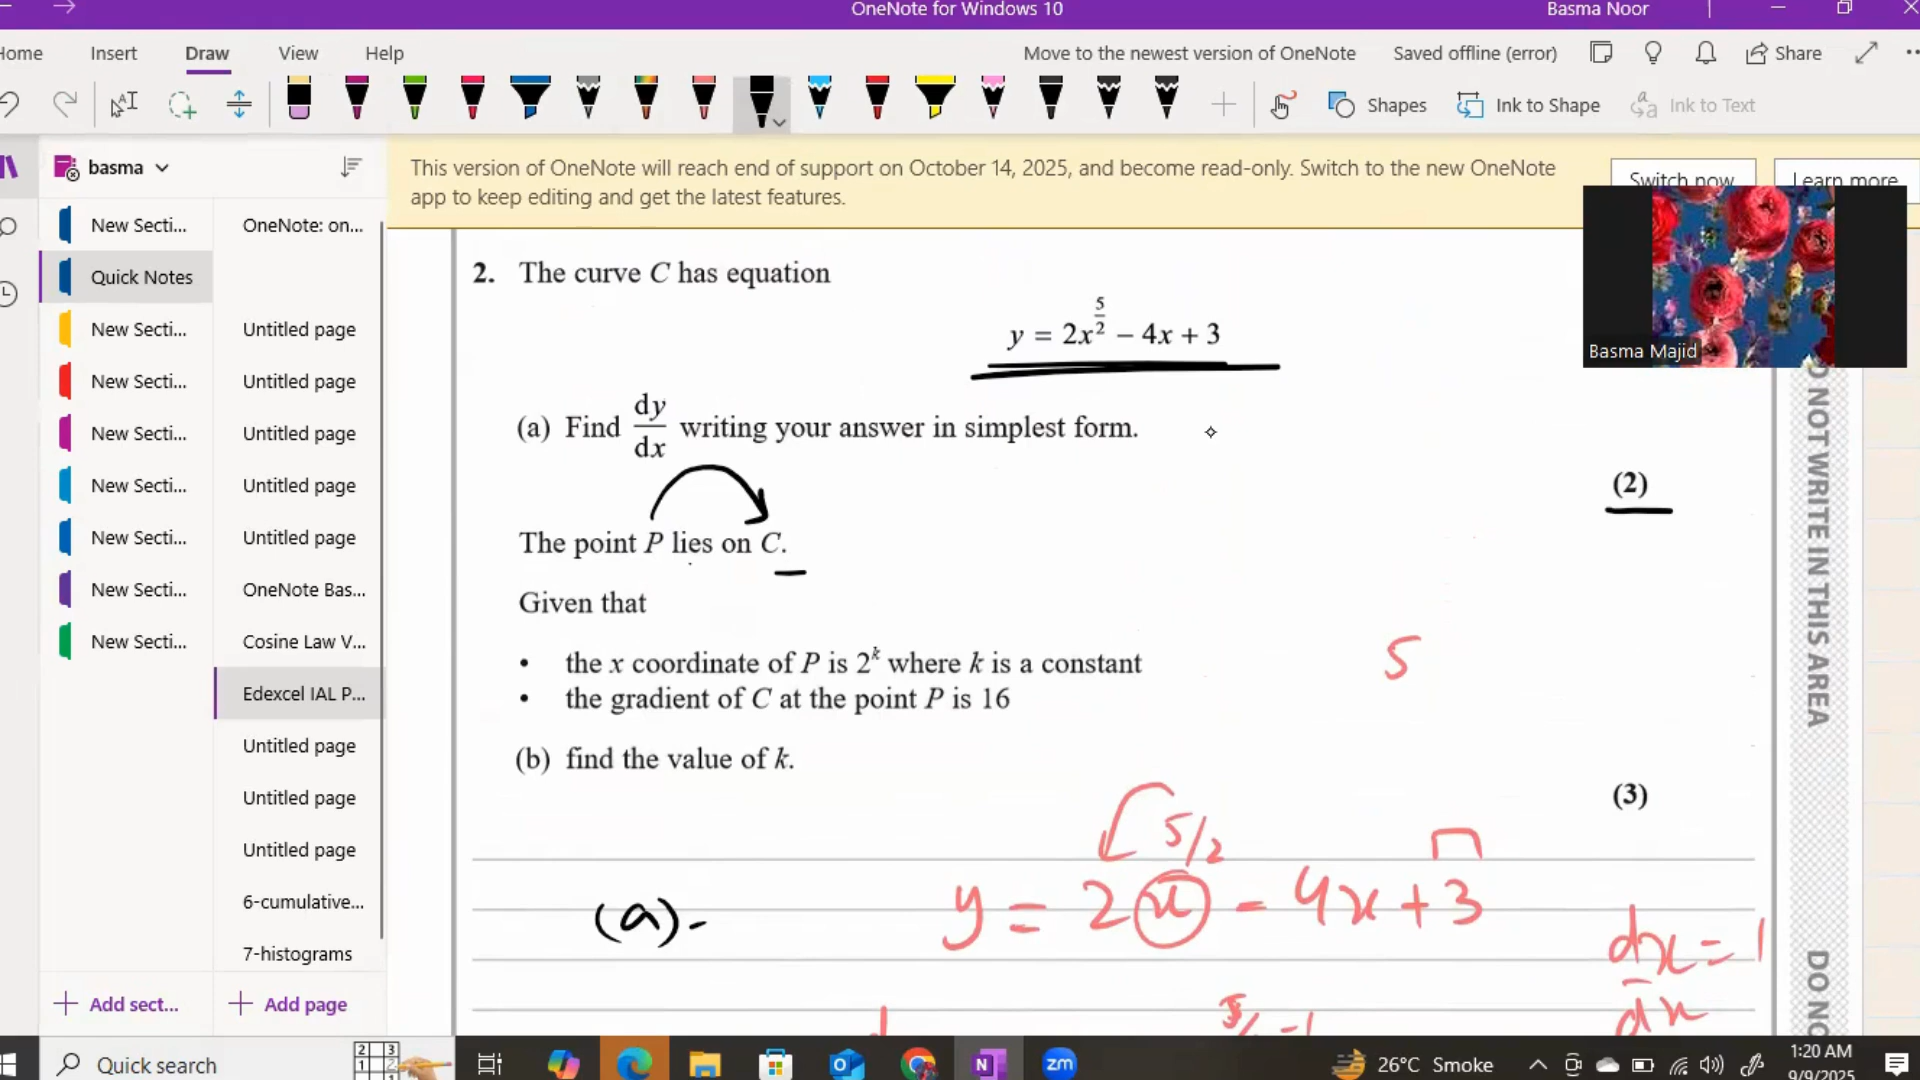 OneNote for Windows 10
Basma Noor
Home Insert Draw View Help
Move to the newest version of OneNote
Saved offline (error)
Share
Shapes
Ink to Shape
Ink to Text
basma
This version of OneNote will reach end of support on October 14, 2025, and become read-only. Switch to the new OneNote
app to keep editing and get the latest features.
Switch now
Learn more
New Secti...
Quick Notes
New Secti...
New Secti...
New Secti...
New Secti...
New Secti...
New Secti...
New Secti...
OneNote: on...
Untitled page
Untitled page
Untitled page
Untitled page
Untitled page
OneNote Bas...
Cosine Law V...
Edexcel IAL P...
Untitled page
Untitled page
Untitled page
6-cumulative...
7-histograms
Add sect...
Add page
Basma Majid
2. The curve C has equation
y = 2x^(5/2) – 4x + 3
(a) Find dy/dx writing your answer in simplest form.
(2)
The point P lies on C.
Given that
• the x coordinate of P is 2^k where k is a constant
• the gradient of C at the point P is 16
(b) find the value of k.
(3)
5
(a).
y = 2x^(5/2) - 4x + 3
dx/dx = 1
O NOT WRITE IN THIS AREA
DO NO
Quick search
26°C Smoke
1:20 AM
9/9/2025